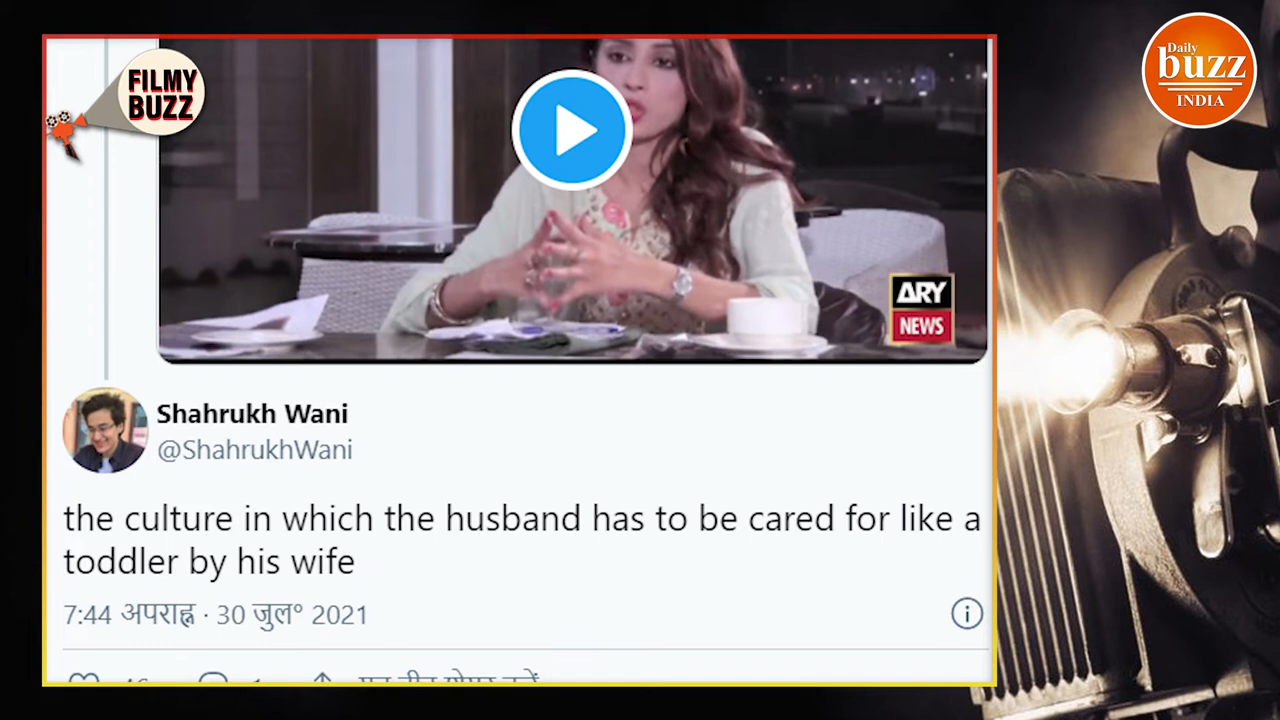 FILMY
BUZZ
Daily
buzz
INDIA
ARY
NEWS
Shahrukh Wani
@ShahrukhWani
the culture in which the husband has to be cared for like a
toddler by his wife
7:44 अपराह्न · 30 जुल॰ 2021